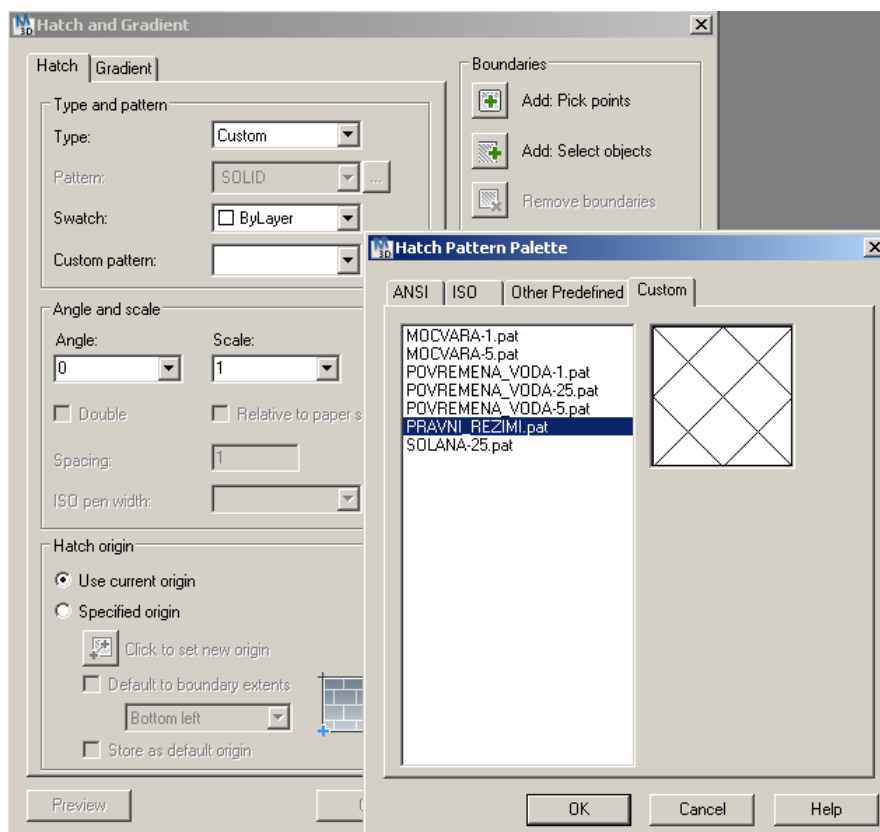 M 3D Hatch and Gradient
Hatch Gradient
Type and pattern
Type: Custom
Pattern: SOLID ...
Swatch: ByLayer
Custom pattern:
Angle and scale
Angle: Scale:
0 1
Double Relative to paper s
Spacing: 1
ISO pen width:
Hatch origin
Use current origin
Specified origin
Click to set new origin
Default to boundary extents
Bottom left
Store as default origin
Preview
Boundaries
Add: Pick points
Add: Select objects
Remove boundaries
M 3D Hatch Pattern Palette
ANSI ISO Other Predefined Custom
MOCVARA-1.pat
MOCVARA-5.pat
POVREMENA_VODA-1.pat
POVREMENA_VODA-25.pat
POVREMENA_VODA-5.pat
PRAVNI_REZIMI.pat
SOLANA-25.pat
OK Cancel Help